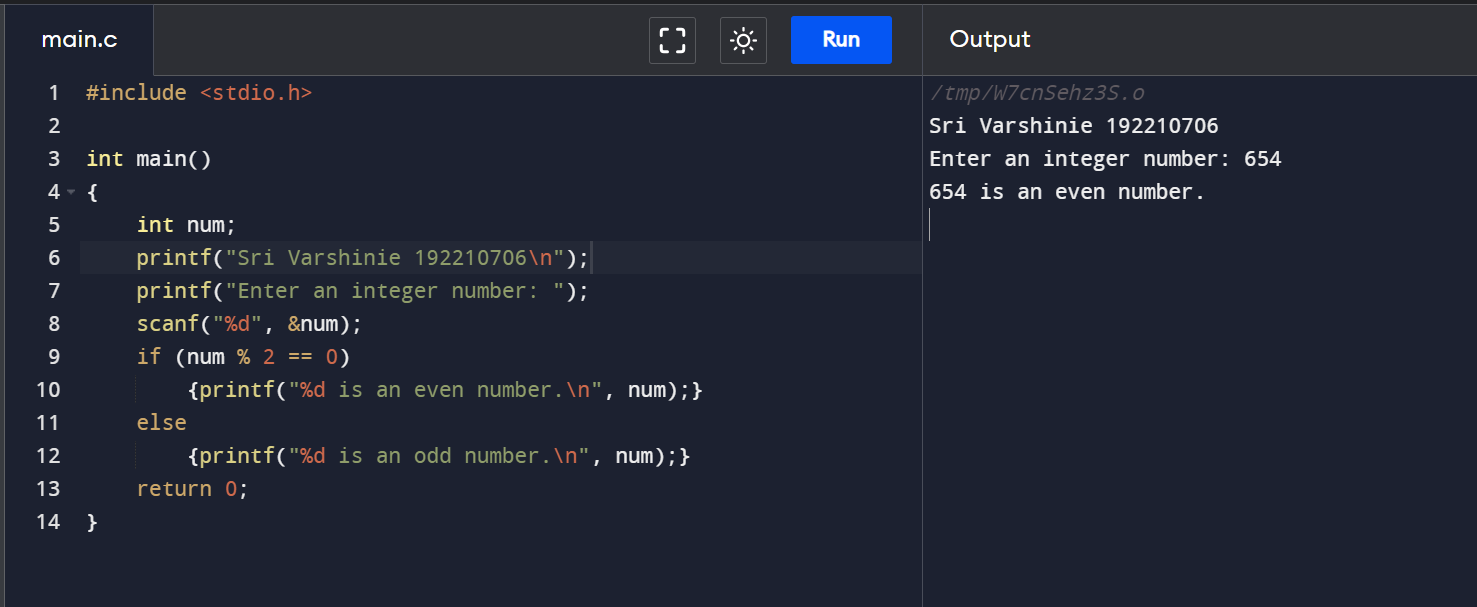 main.c
Run
Output
1 #include <stdio.h>
2
3 int main()
4 {
5     int num;
6     printf("Sri Varshinie 192210706\n");
7     printf("Enter an integer number: ");
8     scanf("%d", &num);
9     if (num % 2 == 0)
10         {printf("%d is an even number.\n", num);}
11     else
12         {printf("%d is an odd number.\n", num);}
13     return 0;
14 }
/tmp/W7cnSehz3S.o
Sri Varshinie 192210706
Enter an integer number: 654
654 is an even number.